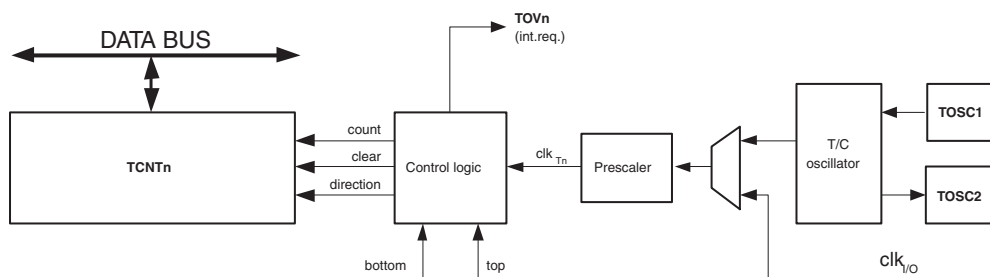 TOVn
(int.req.)
DATA BUS
TCNTn
count
clear
direction
Control logic
clk Tn
Prescaler
T/C
oscillator
TOSC1
TOSC2
bottom
top
clk I/O